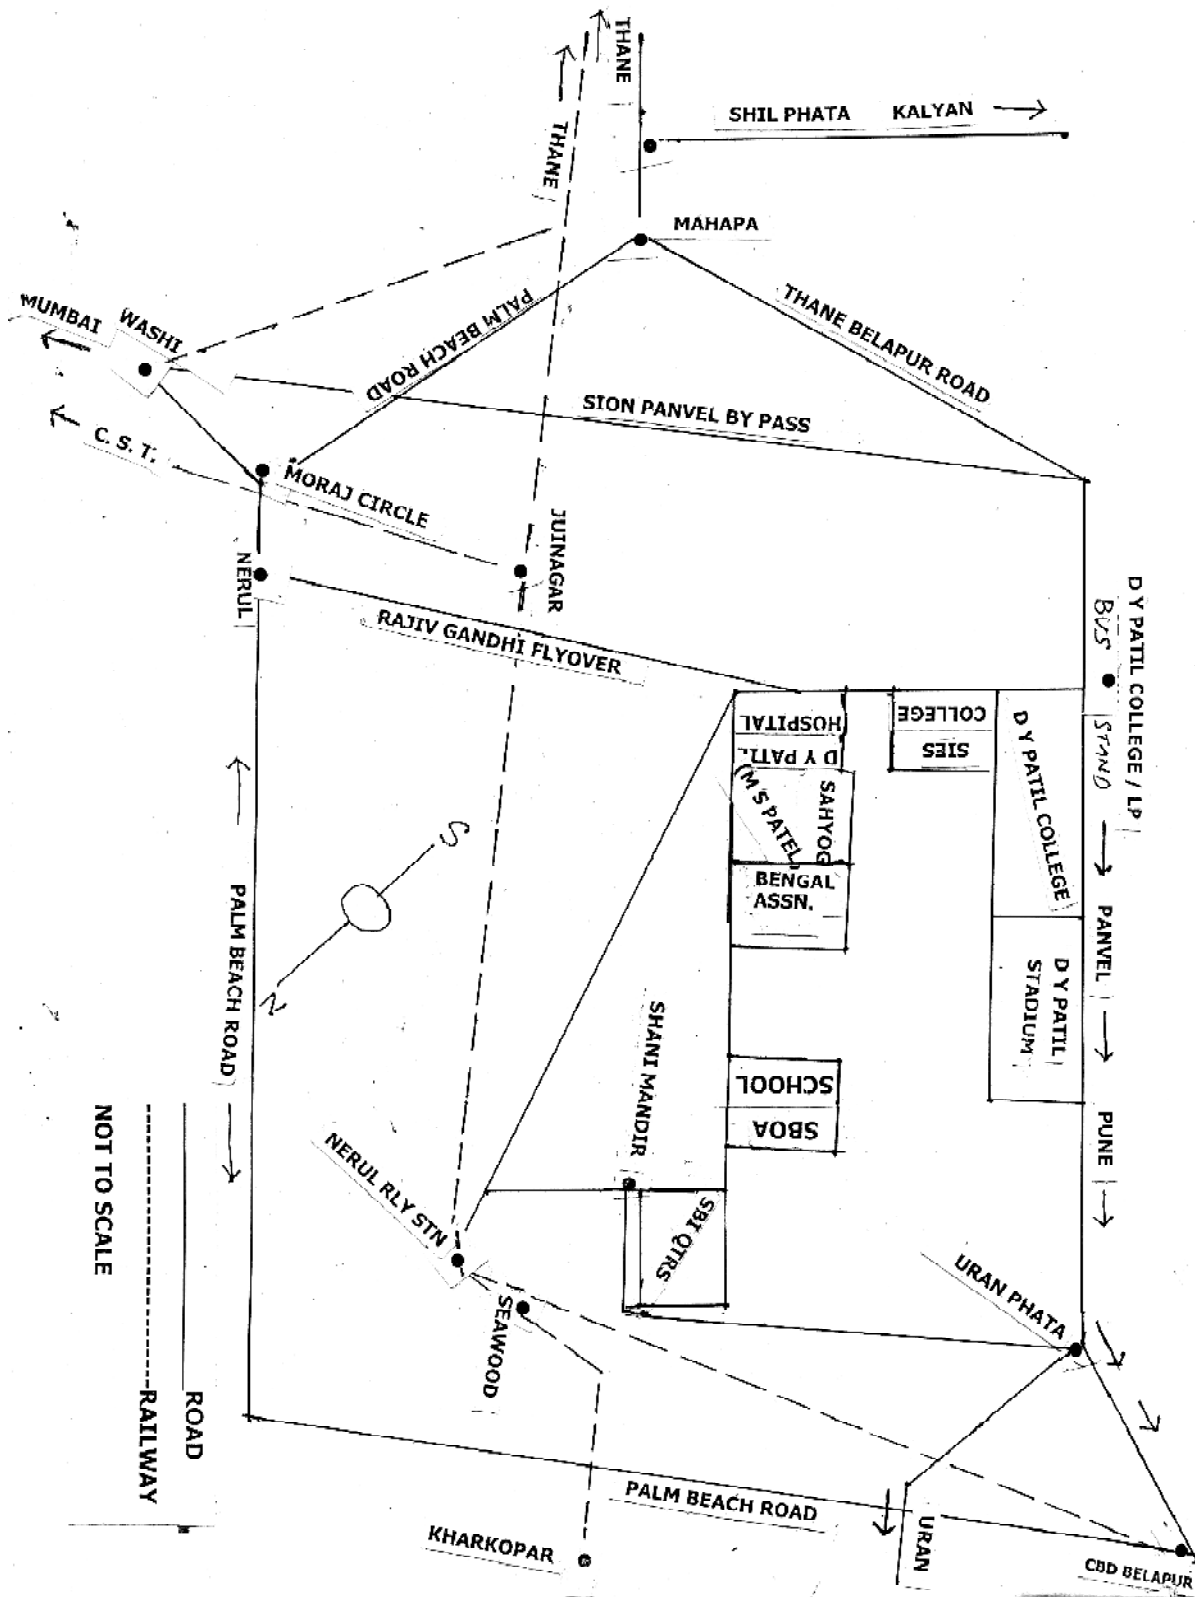 THANE
THANE
SHIL PHATA KALYAN
MAHAPA
MUMBAI
WASHI
PALM BEACH ROAD
THANE BELAPUR ROAD
SION PANVEL BY PASS
C. S. T.
MORAJ CIRCLE
JUINAGAR
NERUL
RAJIV GANDHI FLYOVER
D Y PATIL COLLEGE / LP
BUS
STAND
HOSPITAL
D Y PATIL
COLLEGE
SIES
D Y PATIL COLLEGE
(M'S PATEL)
SAHYOG
BENGAL
ASSN.
S
N
PALM BEACH ROAD
PANVEL
D Y PATIL
STADIUM
SHANI MANDIR
SCHOOL
SBOA
PUNE
NERUL RLY STN
SBI QTRS
URAN PHATA
SEAWOOD
NOT TO SCALE
ROAD
RAILWAY
PALM BEACH ROAD
URAN
KHARKOPAR
CBD BELAPUR